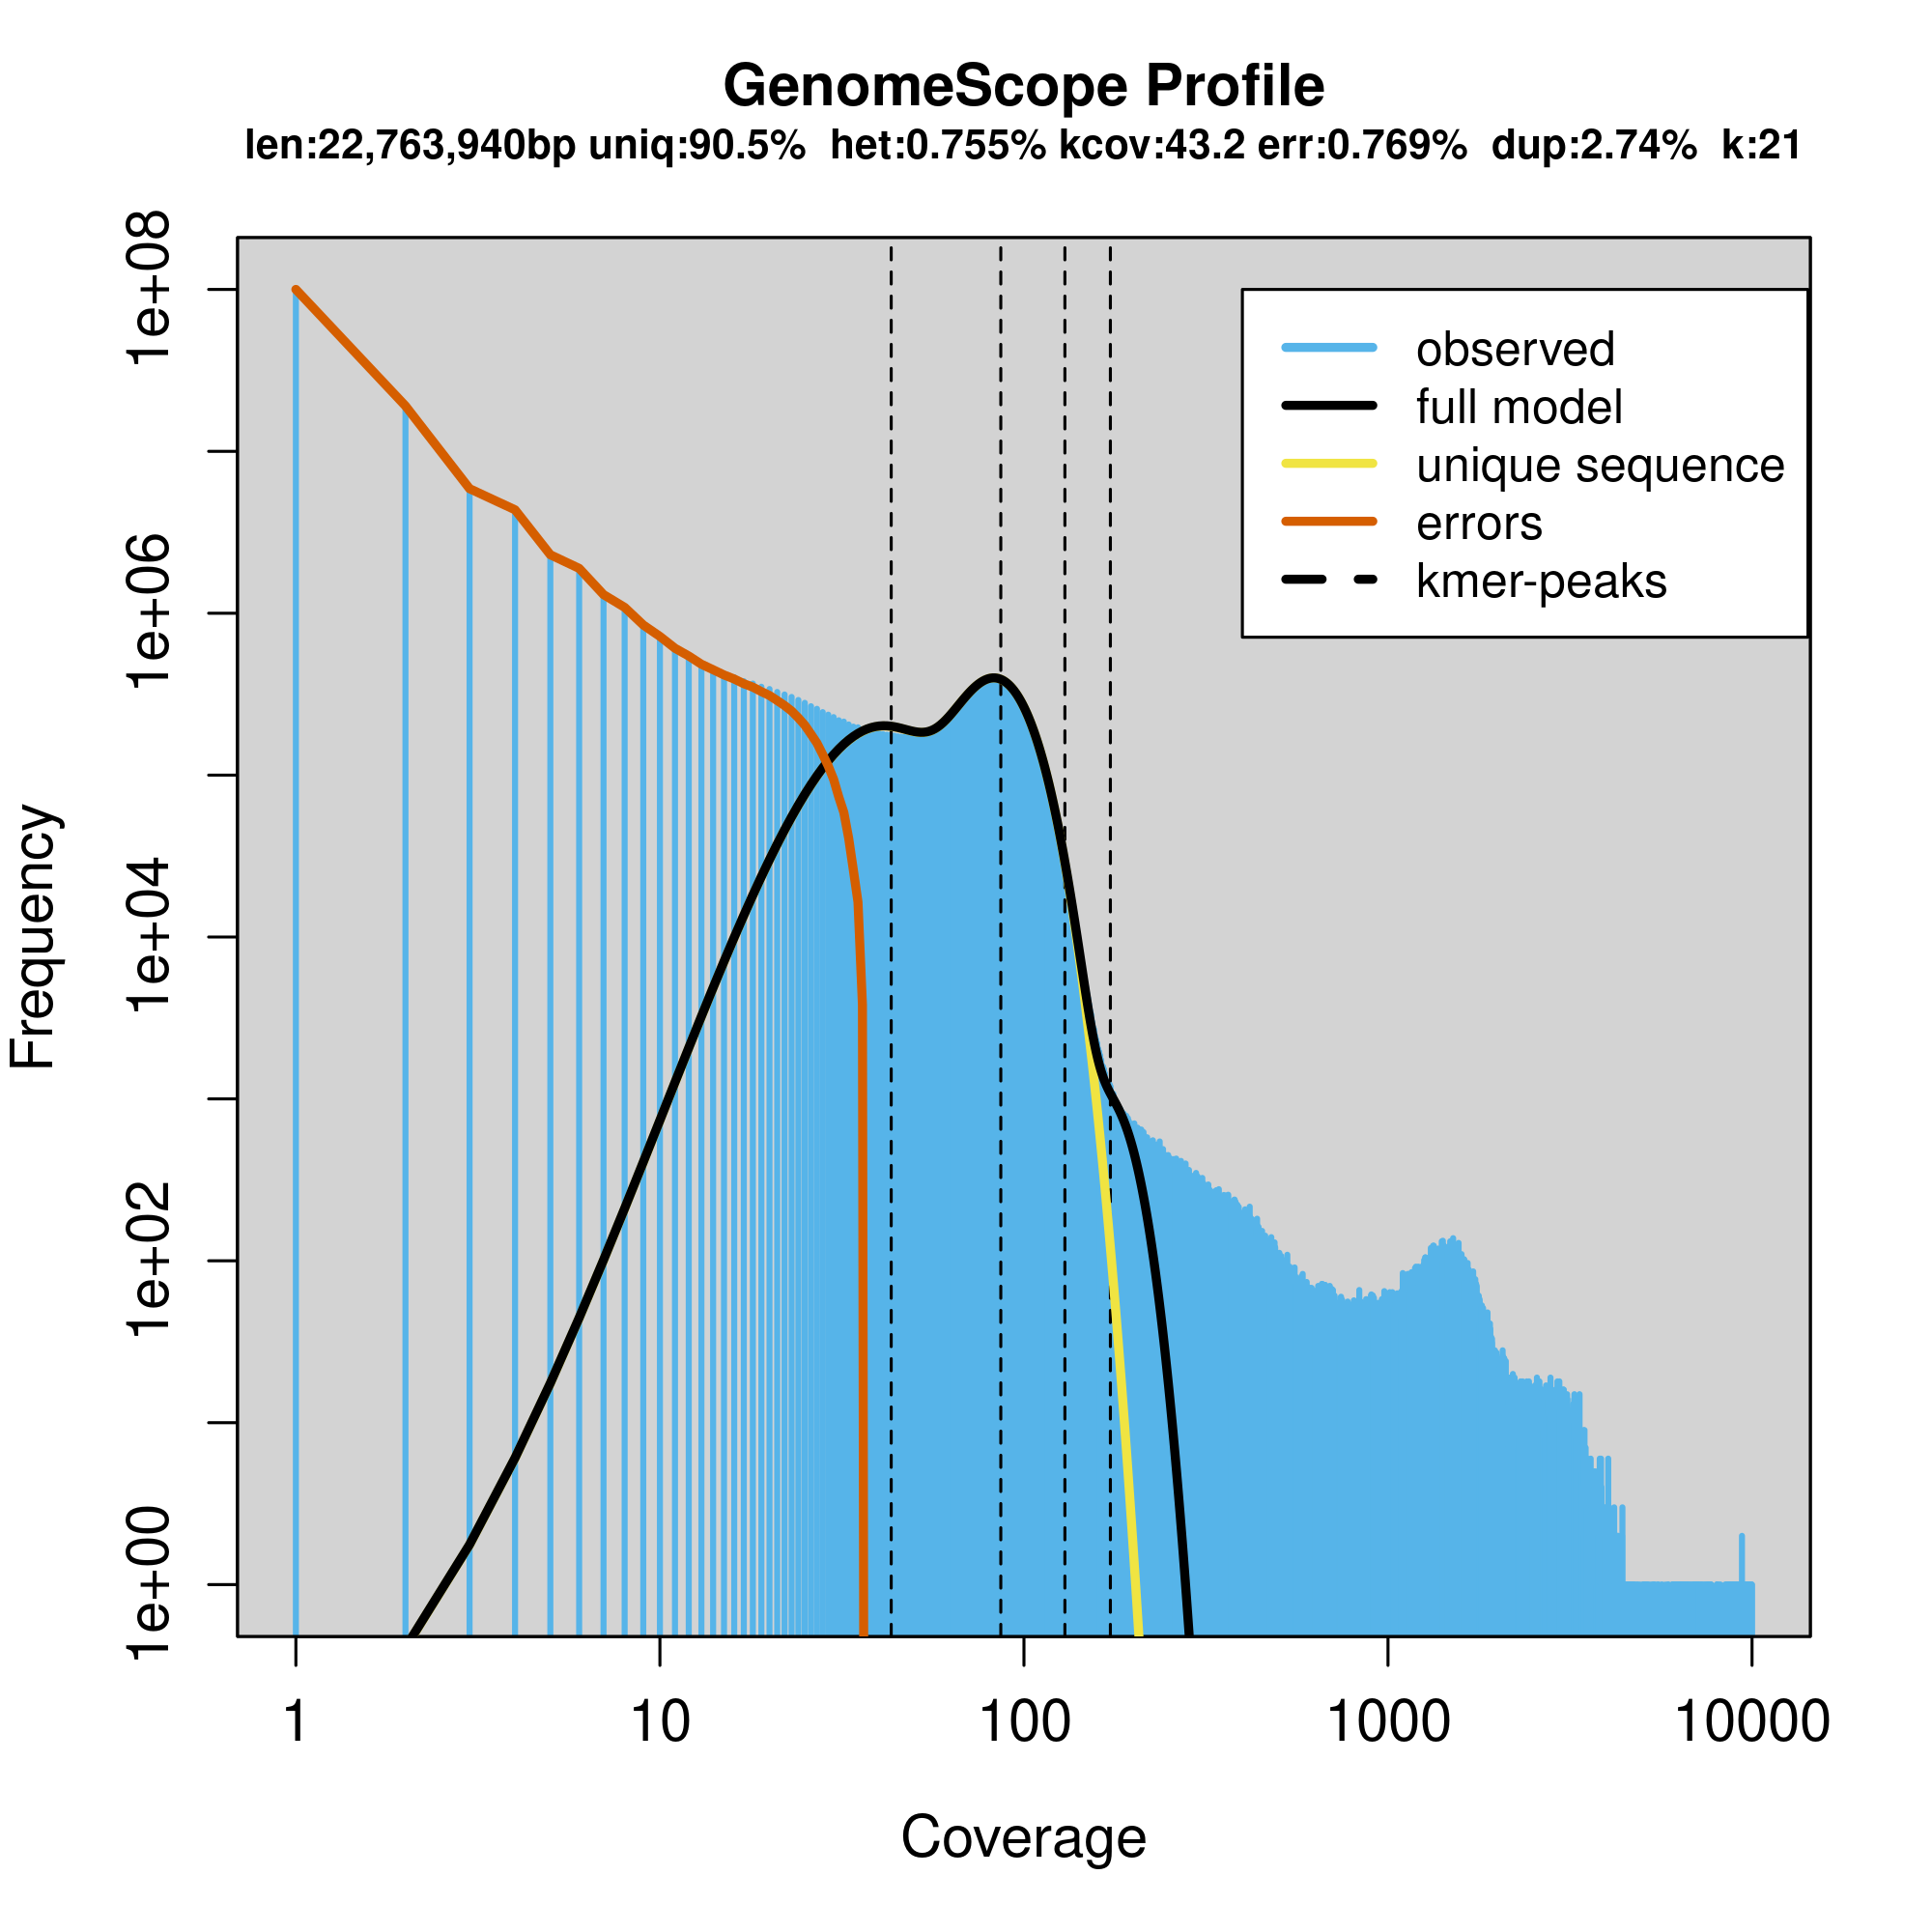 GenomeScope Profile
len:22,763,940bp uniq:90.5% het:0.755% kcov:43.2 err:0.769% dup:2.74% k:21
1e+08
1e+06
1e+04
1e+02
1e+00
Frequency
observed
full model
unique sequence
errors
kmer-peaks
1 10 100 1000 10000
Coverage